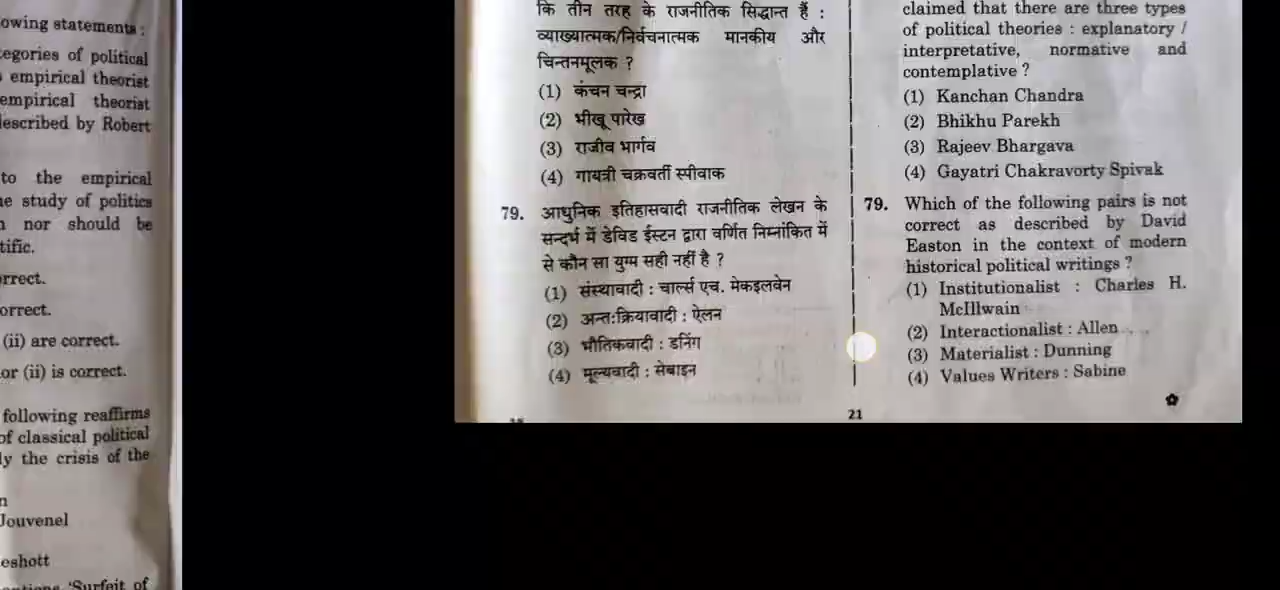 owing statements :
egories of political
empirical theorist
empirical theorist
escribed by Robert
to the empirical
e study of politics
nor should be
tific.
rrect.
orrect.
(ii) are correct.
or (ii) is correct.
following reaffirms
of classical political
ly the crisis of the
n
Jouvenel
eshott
'Surfeit of
कि तीन तरह के राजनीतिक सिद्धान्त हैं :
व्याख्यात्मक/निर्वचनात्मक मानकीय और
चिन्तनमूलक ?
(1) कंचन चन्द्रा
(2) भीखू पारेख
(3) राजीव भार्गव
(4) गायत्री चक्रवर्ती स्पीवाक
79. आधुनिक इतिहासवादी राजनीतिक लेखन के
सन्दर्भ में डेविड ईस्टन द्वारा वर्णित निम्नांकित में
से कौन सा युग्म सही नहीं है ?
(1) संस्थावादी : चार्ल्स एच. मेकइलवेन
(2) अन्तःक्रियावादी : ऐलन
(3) भौतिकवादी : डनिंग
(4) मूल्यवादी : सेबाइन
claimed that there are three types
of political theories : explanatory /
interpretative, normative and
contemplative ?
(1) Kanchan Chandra
(2) Bhikhu Parekh
(3) Rajeev Bhargava
(4) Gayatri Chakravorty Spivak
79. Which of the following pairs is not
correct as described by David
Easton in the context of modern
historical political writings ?
(1) Institutionalist : Charles H.
McIllwain
(2) Interactionalist : Allen
(3) Materialist : Dunning
(4) Values Writers : Sabine
21